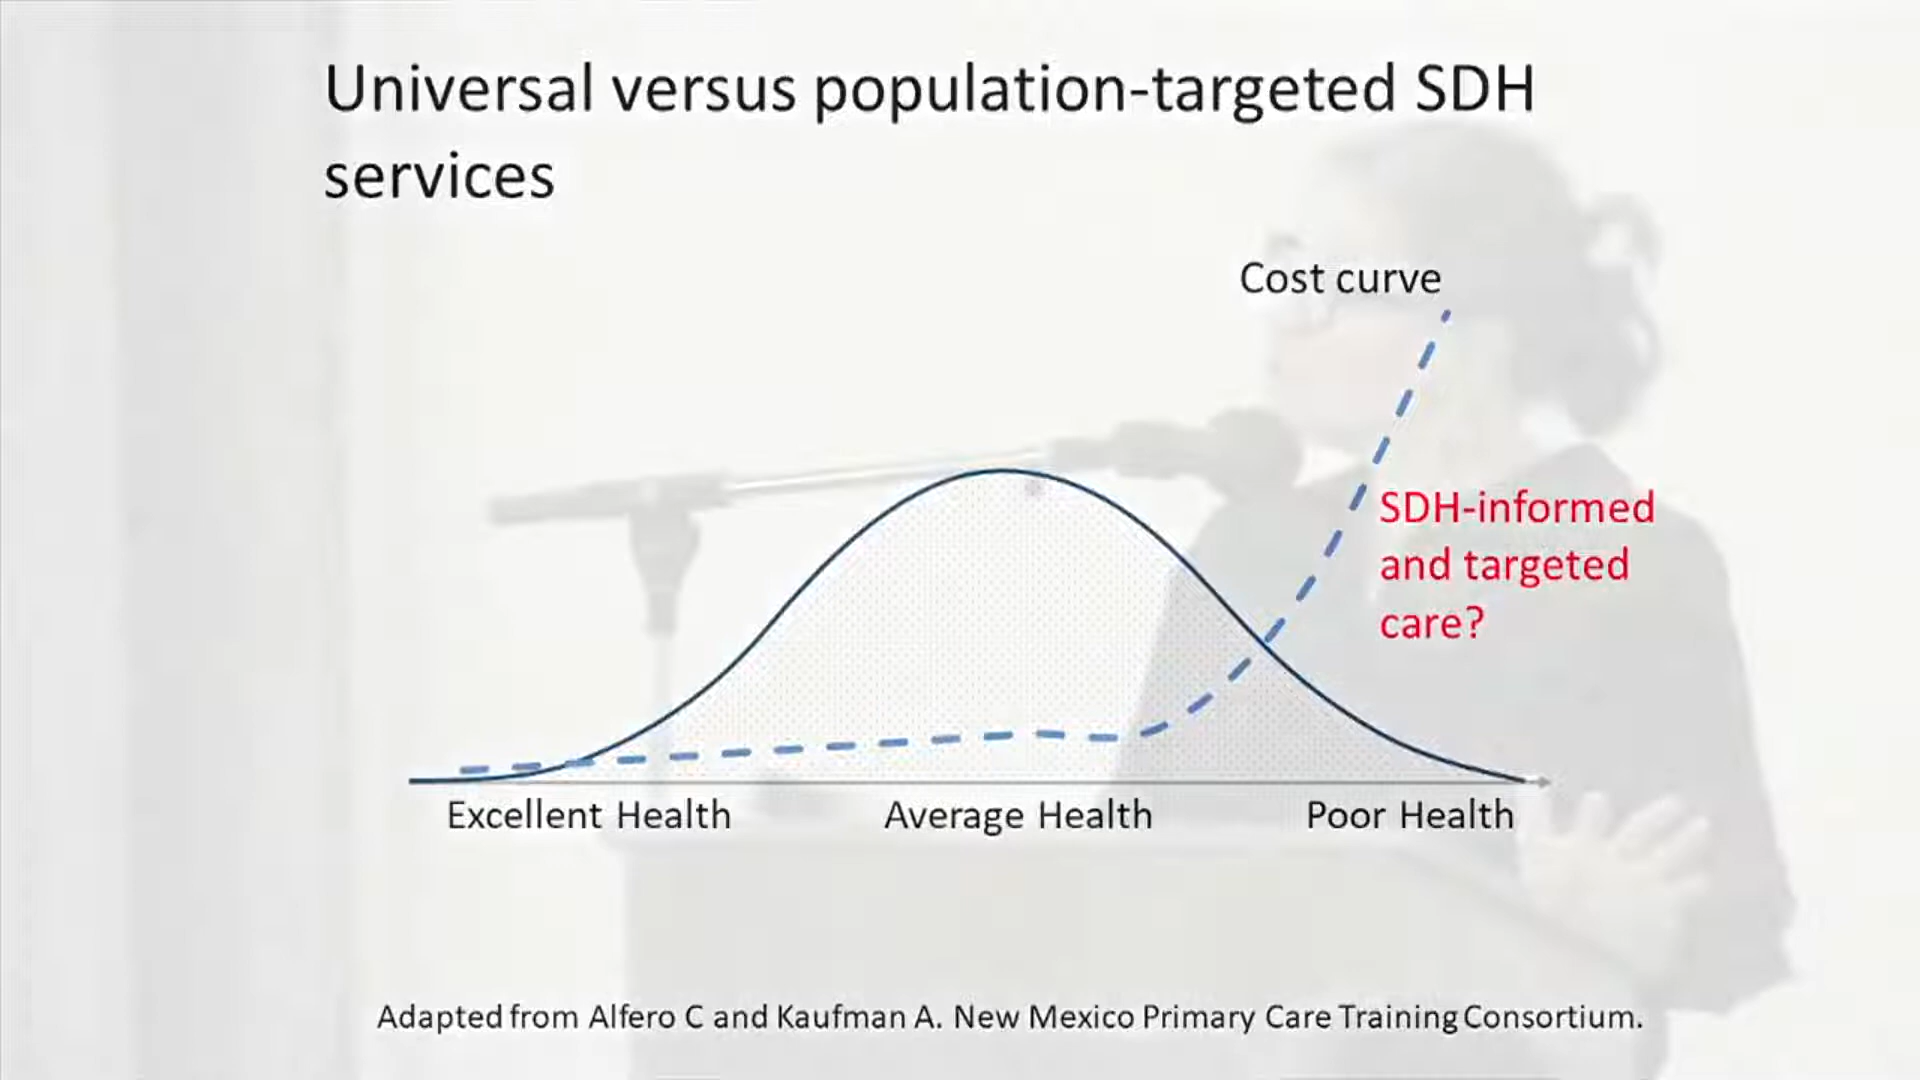 Universal versus population-targeted SDH
services
Cost curve
SDH-informed
and targeted
care?
Excellent Health
Average Health
Poor Health
Adapted from Alfero C and Kaufman A. New Mexico Primary Care Training Consortium.